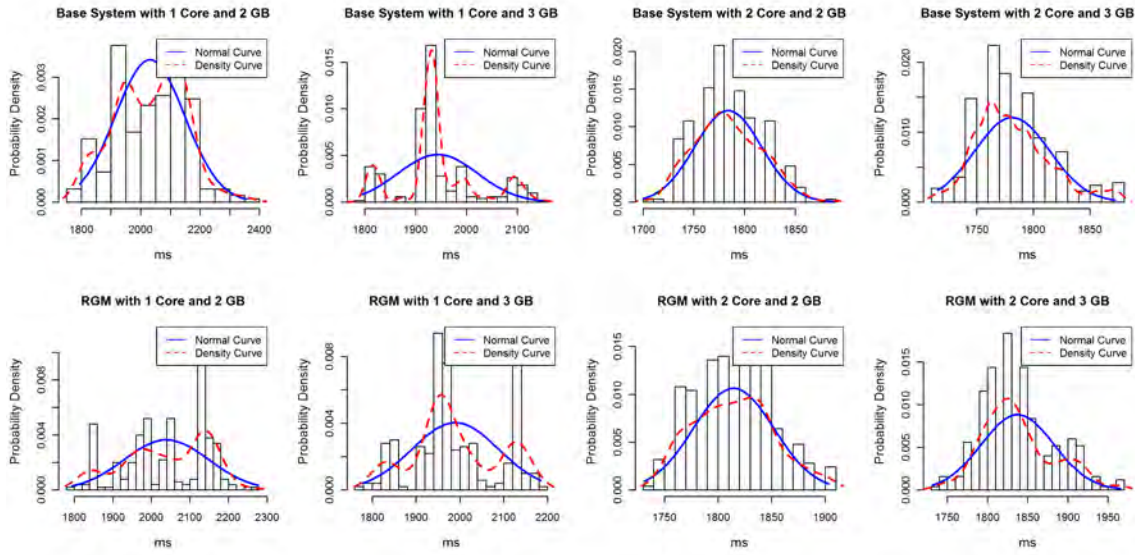 Base System with 1 Core and 2 GB
Probability Density
0.000 0.002 0.003
Normal Curve
Density Curve
1800 2000 2100 2200 2300 2400
ms
Base System with 1 Core and 3 GB
Probability Density
0.000 0.005 0.010 0.015
Normal Curve
Density Curve
1800 1900 2000 2100
ms
Base System with 2 Core and 2 GB
Probability Density
0.000 0.005 0.010 0.015 0.020
Normal Curve
Density Curve
1700 1750 1800 1850
ms
Base System with 2 Core and 3 GB
Probability Density
0.000 0.010 0.020
Normal Curve
Density Curve
1750 1800 1850
ms
RGM with 1 Core and 2 GB
Probability Density
0.000 0.004 0.008
Normal Curve
Density Curve
1800 1900 2000 2100 2200 2300
ms
RGM with 1 Core and 3 GB
Probability Density
0.000 0.004 0.008
Normal Curve
Density Curve
1800 1900 2000 2100 2200
ms
RGM with 2 Core and 2 GB
Probability Density
0.000 0.005 0.010 0.015
Normal Curve
Density Curve
1750 1800 1850 1900
ms
RGM with 2 Core and 3 GB
Probability Density
0.000 0.005 0.010 0.015
Normal Curve
Density Curve
1750 1800 1850 1900 1950
ms